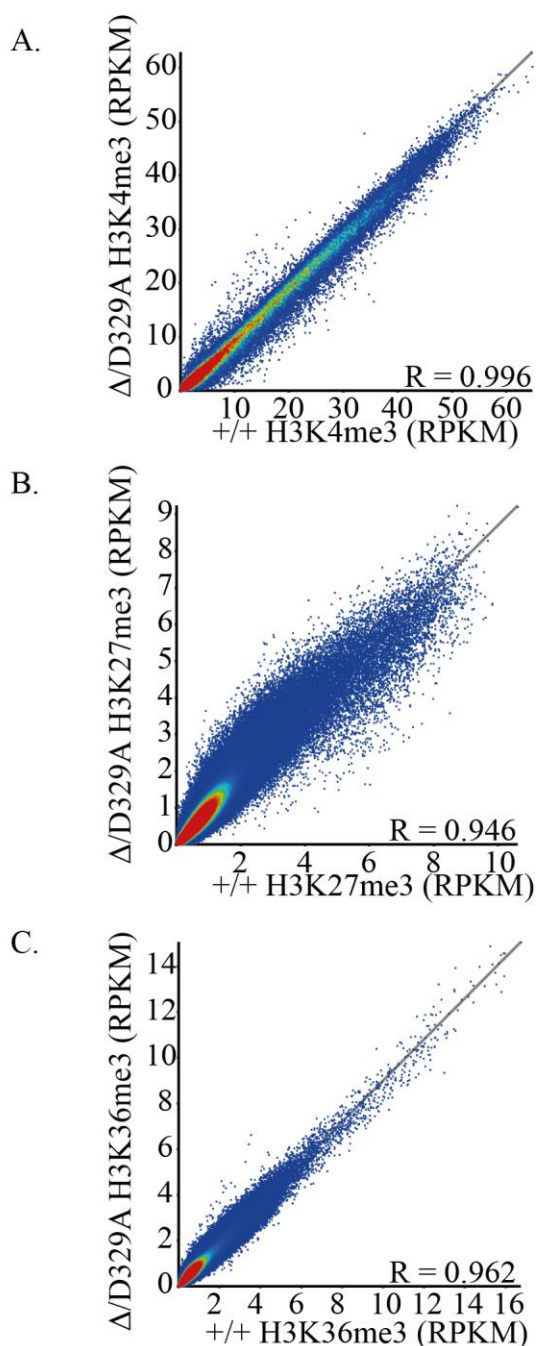 A.
Δ/D329A H3K4me3 (RPKM)
60
50
40
30
20
10
0
R = 0.996
10 20 30 40 50 60
+/+ H3K4me3 (RPKM)
B.
Δ/D329A H3K27me3 (RPKM)
9
8
7
6
5
4
3
2
1
0
R = 0.946
2 4 6 8 10
+/+ H3K27me3 (RPKM)
C.
Δ/D329A H3K36me3 (RPKM)
14
12
10
8
6
4
2
0
R = 0.962
2 4 6 8 10 12 14 16
+/+ H3K36me3 (RPKM)